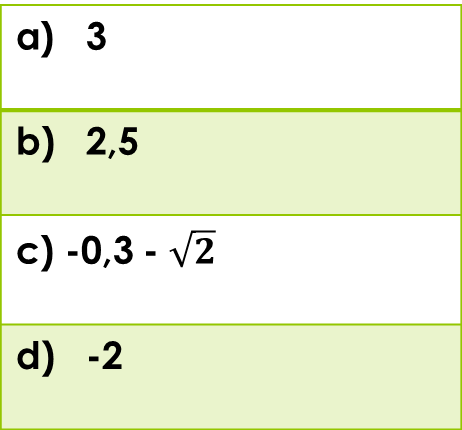 a) 3
b) 2,5
c) -0,3 - √2
d) -2